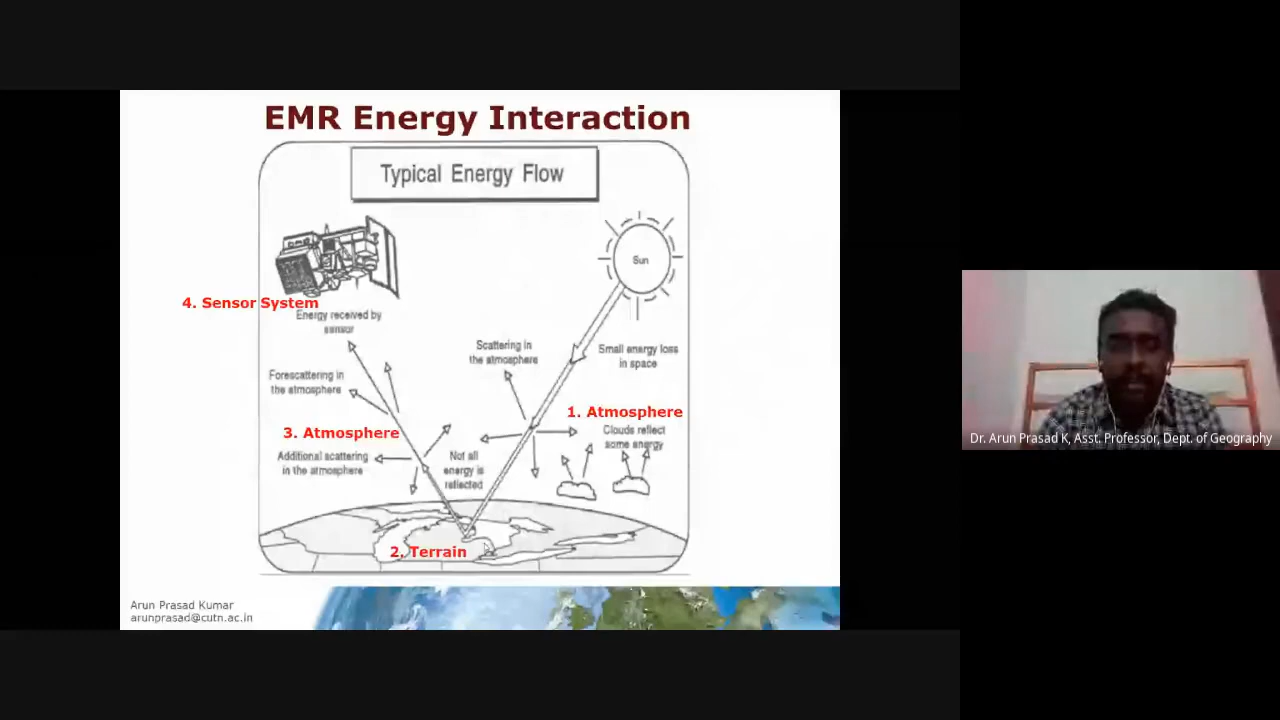 EMR Energy Interaction
Typical Energy Flow
Sun
4. Sensor System
Energy received by
sensor
Scattering in
the atmosphere
Small energy loss
in space
Forescattering in
the atmosphere
1. Atmosphere
Clouds reflect
some energy
3. Atmosphere
Additional scattering
in the atmosphere
Not all
energy is
reflected
2. Terrain
Arun Prasad Kumar
arunprasad@cutn.ac.in
Dr. Arun Prasad K, Asst. Professor, Dept. of Geography